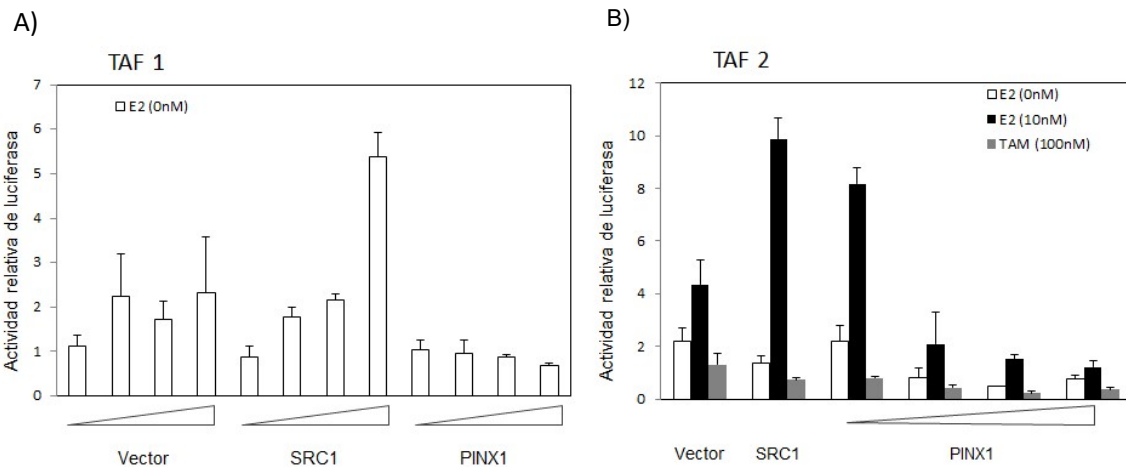 A)
TAF 1
Actividad relativa de luciferasa
7
6
5
4
3
2
1
0
E2 (0nM)
Vector SRC1 PINX1
B)
TAF 2
Actividad relativa de luciferasa
12
10
8
6
4
2
0
E2 (0nM)
E2 (10nM)
TAM (100nM)
Vector SRC1 PINX1